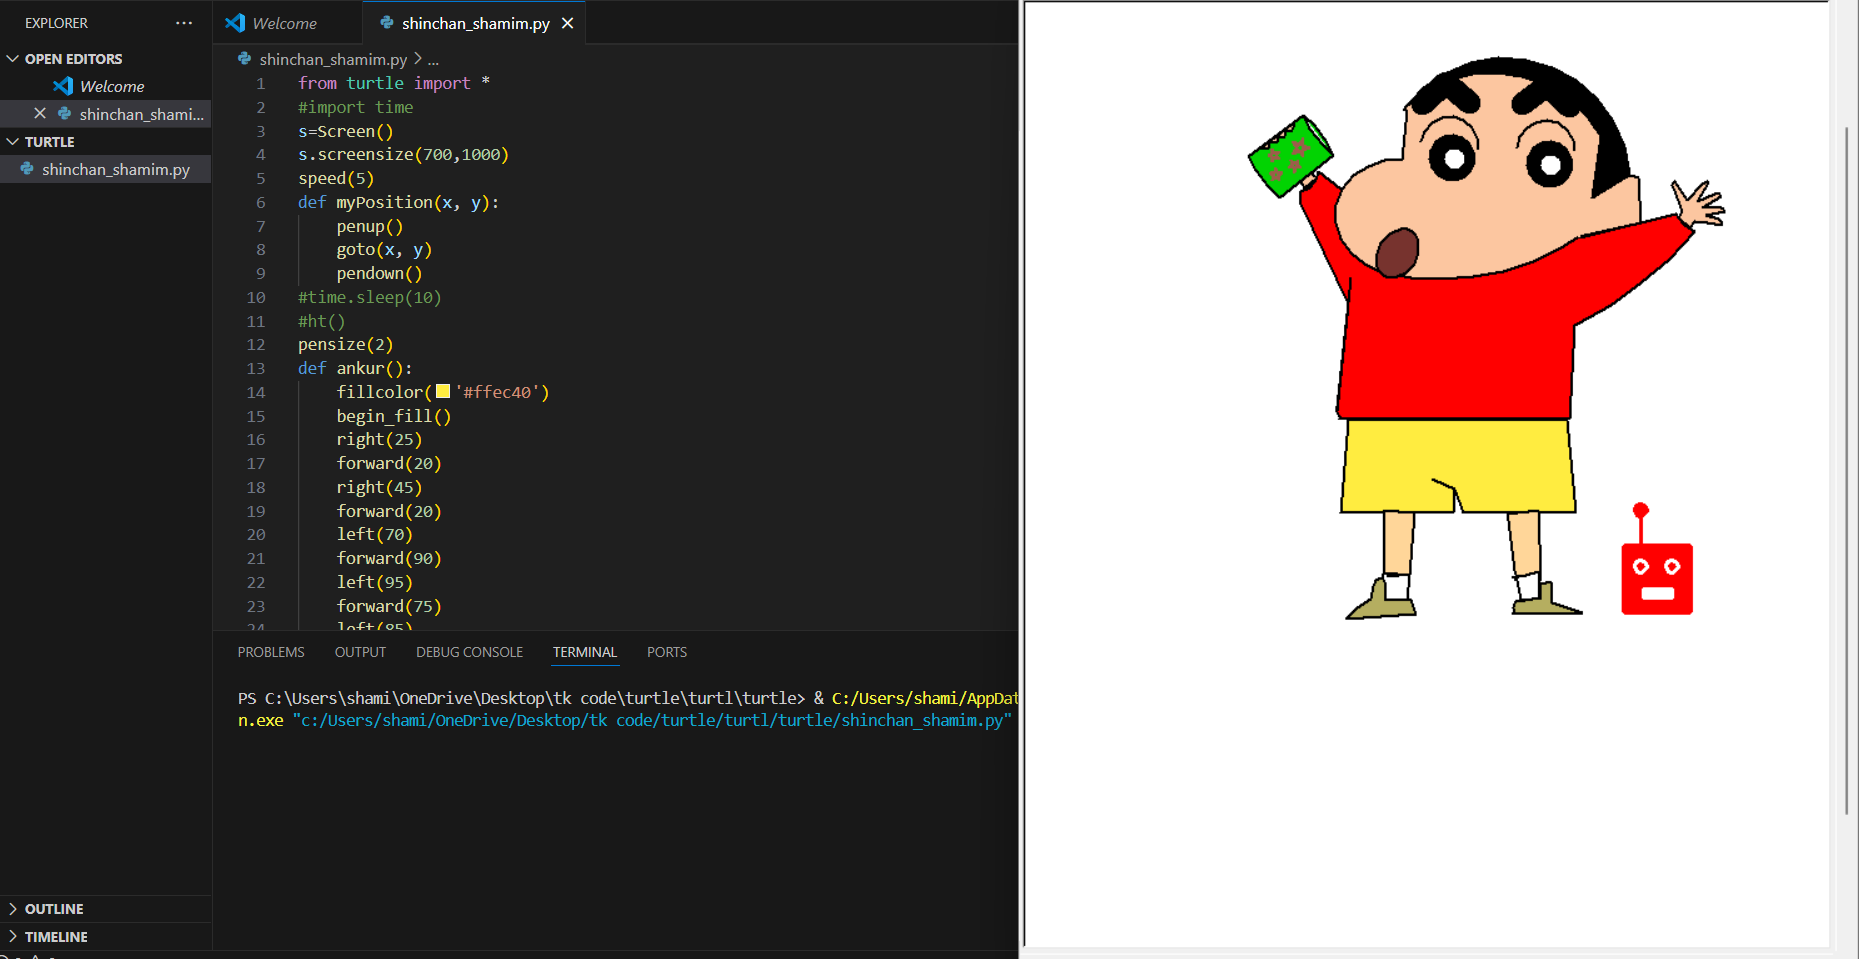 EXPLORER ···
OPEN EDITORS
Welcome
shinchan_shami...
TURTLE
shinchan_shamim.py
OUTLINE
TIMELINE
Welcome shinchan_shamim.py
shinchan_shamim.py > ...
1 from turtle import *
2 #import time
3 s=Screen()
4 s.screensize(700,1000)
5 speed(5)
6 def myPosition(x, y):
7 penup()
8 goto(x, y)
9 pendown()
10 #time.sleep(10)
11 #ht()
12 pensize(2)
13 def ankur():
14 fillcolor('#ffec40')
15 begin_fill()
16 right(25)
17 forward(20)
18 right(45)
19 forward(20)
20 left(70)
21 forward(90)
22 left(95)
23 forward(75)
24 left(85)
PROBLEMS OUTPUT DEBUG CONSOLE TERMINAL PORTS
PS C:\Users\shami\OneDrive\Desktop\tk code\turtle\turtl\turtle> & C:/Users/shami/AppDat
n.exe "c:/Users/shami/OneDrive/Desktop/tk code/turtle/turtl/turtle/shinchan_shamim.py"